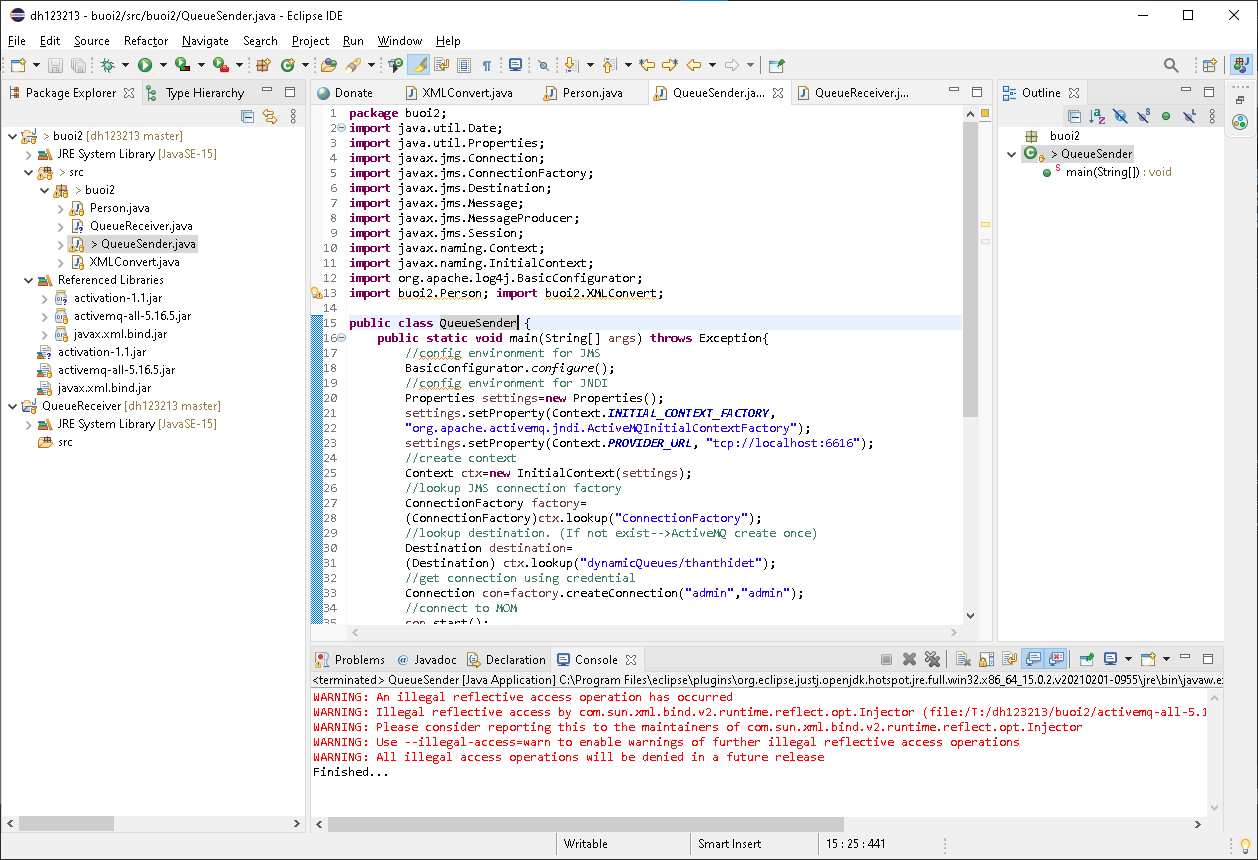 dh123213 - buoi2/src/buoi2/QueueSender.java - Eclipse IDE
File Edit Source Refactor Navigate Search Project Run Window Help
Package Explorer Type Hierarchy
buoi2 [dh123213 master]
JRE System Library [JavaSE-15]
> src
> buoi2
Person.java
QueueReceiver.java
> QueueSender.java
XMLConvert.java
Referenced Libraries
activation-1.1.jar
activemq-all-5.16.5.jar
javax.xml.bind.jar
activation-1.1.jar
activemq-all-5.16.5.jar
javax.xml.bind.jar
QueueReceiver [dh123213 master]
JRE System Library [JavaSE-15]
src
Donate XMLConvert.java Person.java QueueSender.ja... QueueReceiver.j...
1 package buoi2;
2 import java.util.Date;
3 import java.util.Properties;
4 import javax.jms.Connection;
5 import javax.jms.ConnectionFactory;
6 import javax.jms.Destination;
7 import javax.jms.Message;
8 import javax.jms.MessageProducer;
9 import javax.jms.Session;
10 import javax.naming.Context;
11 import javax.naming.InitialContext;
12 import org.apache.log4j.BasicConfigurator;
13 import buoi2.Person; import buoi2.XMLConvert;
14
15 public class QueueSender {
16 public static void main(String[] args) throws Exception{
17 //config environment for JMS
18 BasicConfigurator.configure();
19 //config environment for JNDI
20 Properties settings=new Properties();
21 settings.setProperty(Context.INITIAL_CONTEXT_FACTORY,
22 "org.apache.activemq.jndi.ActiveMQInitialContextFactory");
23 settings.setProperty(Context.PROVIDER_URL, "tcp://localhost:6616");
24 //create context
25 Context ctx=new InitialContext(settings);
26 //lookup JMS connection factory
27 ConnectionFactory factory=
28 (ConnectionFactory)ctx.lookup("ConnectionFactory");
29 //lookup destination. (If not exist-->ActiveMQ create once)
30 Destination destination=
31 (Destination) ctx.lookup("dynamicQueues/thanthidet");
32 //get connection using credential
33 Connection con=factory.createConnection("admin","admin");
34 //connect to MOM
35 con.start();
Outline
buoi2
> QueueSender
main(String[]) : void
Problems Javadoc Declaration Console
<terminated> QueueSender [Java Application] C:\Program Files\eclipse\plugins\org.eclipse.justj.openjdk.hotspot.jre.full.win32.x86_64_15.0.2.v20210201-0955\jre\bin\javaw.e
WARNING: An illegal reflective access operation has occurred
WARNING: Illegal reflective access by com.sun.xml.bind.v2.runtime.reflect.opt.Injector (file:/T:/dh123213/buoi2/activemq-all-5.1
WARNING: Please consider reporting this to the maintainers of com.sun.xml.bind.v2.runtime.reflect.opt.Injector
WARNING: Use --illegal-access=warn to enable warnings of further illegal reflective access operations
WARNING: All illegal access operations will be denied in a future release
Finished...
Writable Smart Insert 15 : 25 : 441